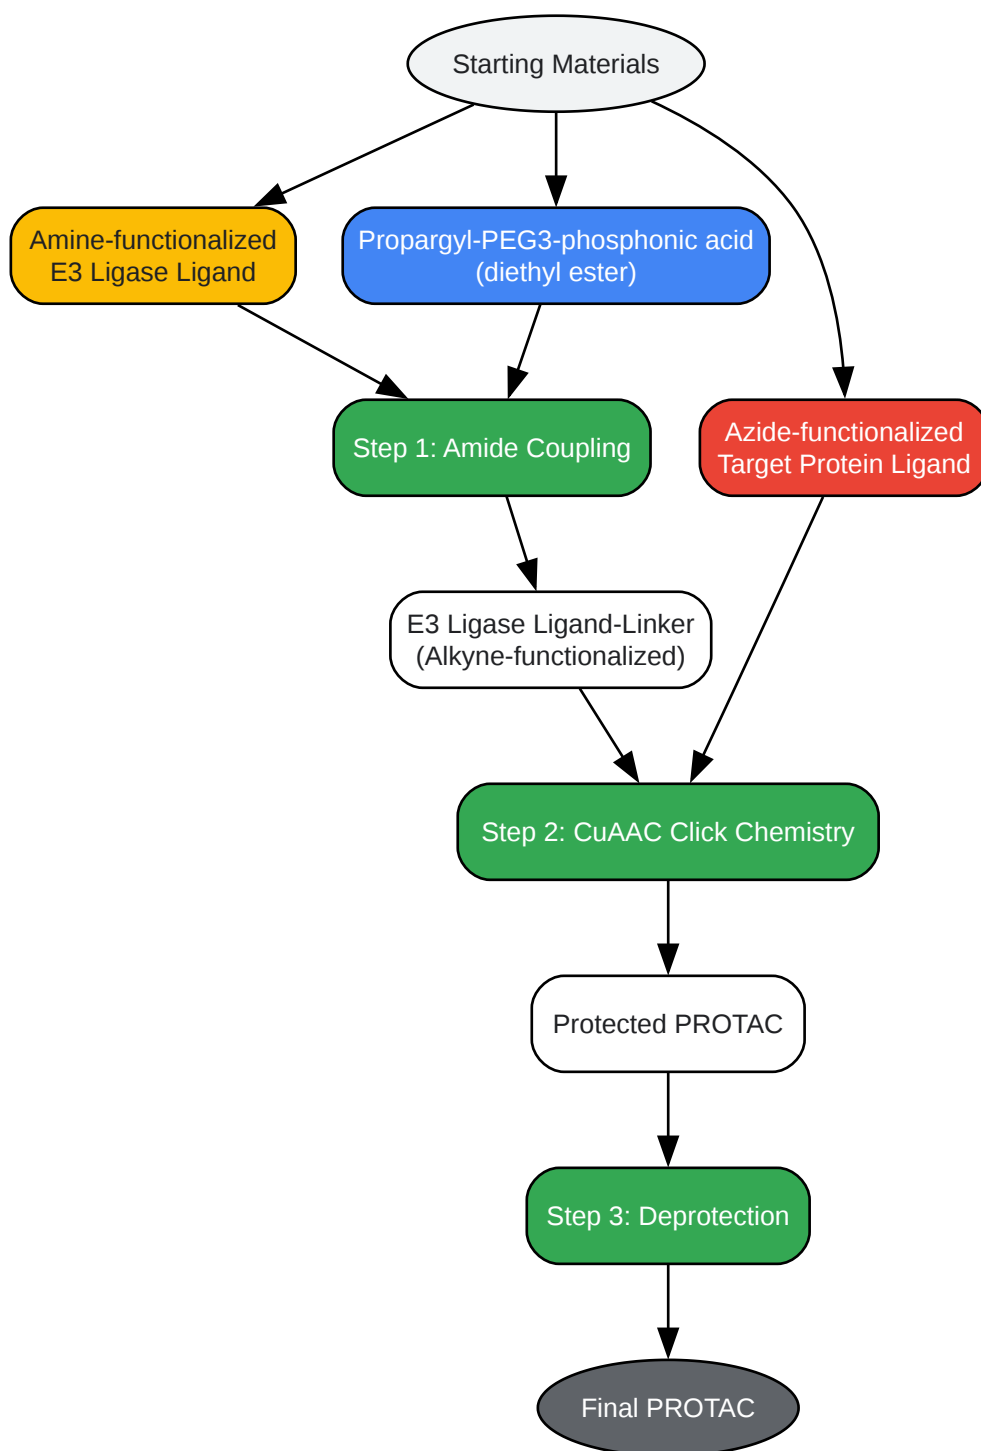 Starting Materials
Amine-functionalized
E3 Ligase Ligand
Propargyl-PEG3-phosphonic acid
(diethyl ester)
Step 1: Amide Coupling
Azide-functionalized
Target Protein Ligand
E3 Ligase Ligand-Linker
(Alkyne-functionalized)
Step 2: CuAAC Click Chemistry
Protected PROTAC
Step 3: Deprotection
Final PROTAC